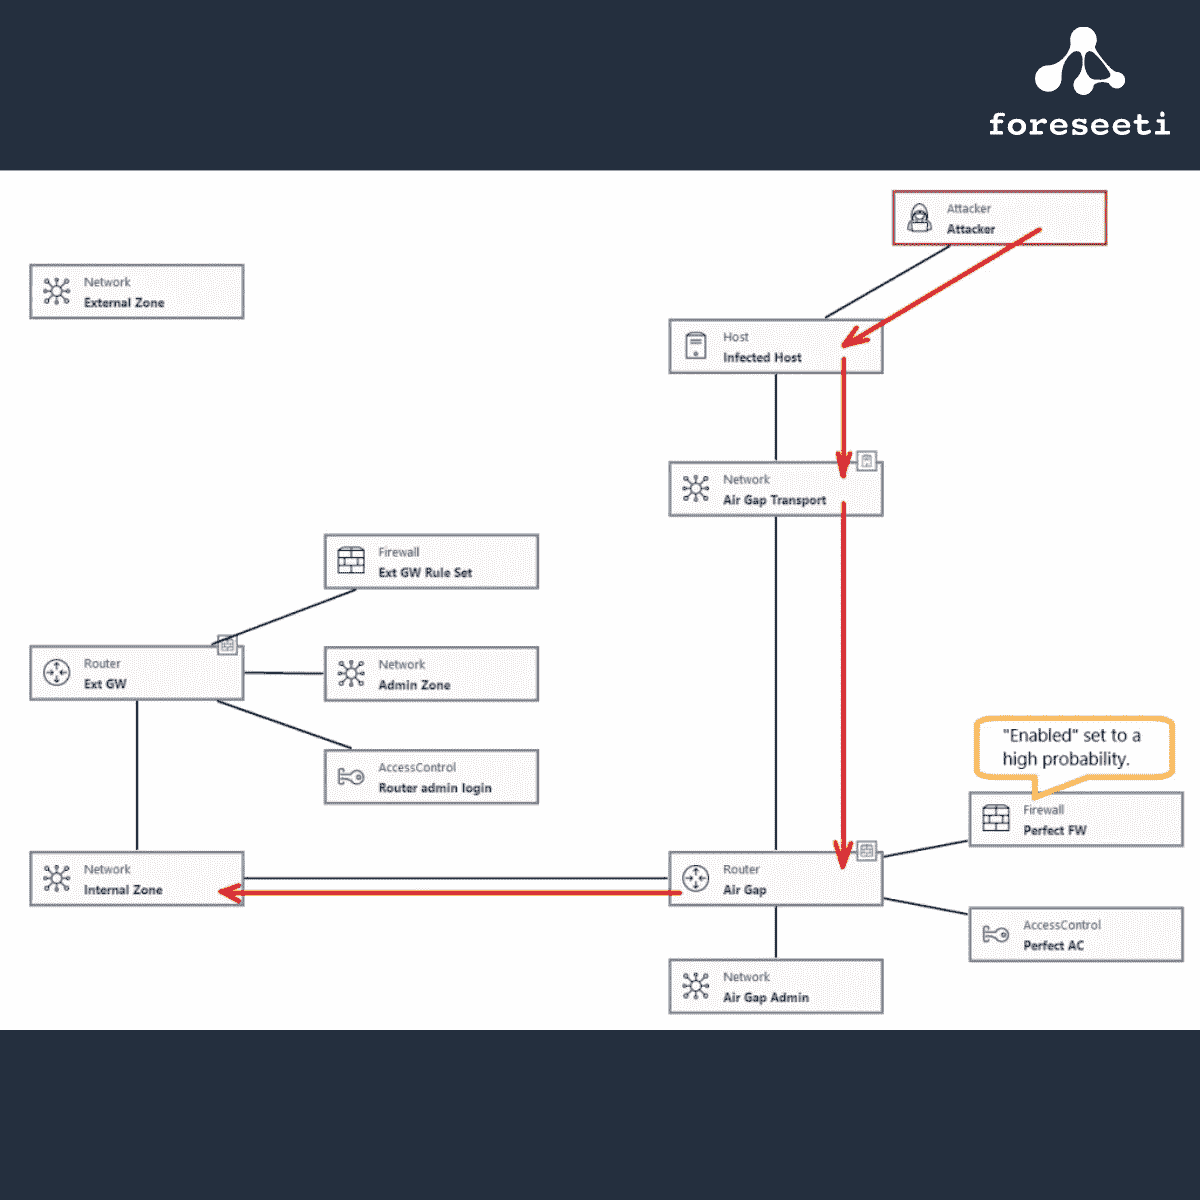 foreseeti
Attacker
Attacker
Network
External Zone
Host
Infected Host
Network
Air Gap Transport
Firewall
Ext GW Rule Set
Router
Ext GW
Network
Admin Zone
AccessControl
Router admin login
"Enabled" set to a
high probability.
Firewall
Perfect FW
Network
Internal Zone
Router
Air Gap
AccessControl
Perfect AC
Network
Air Gap Admin